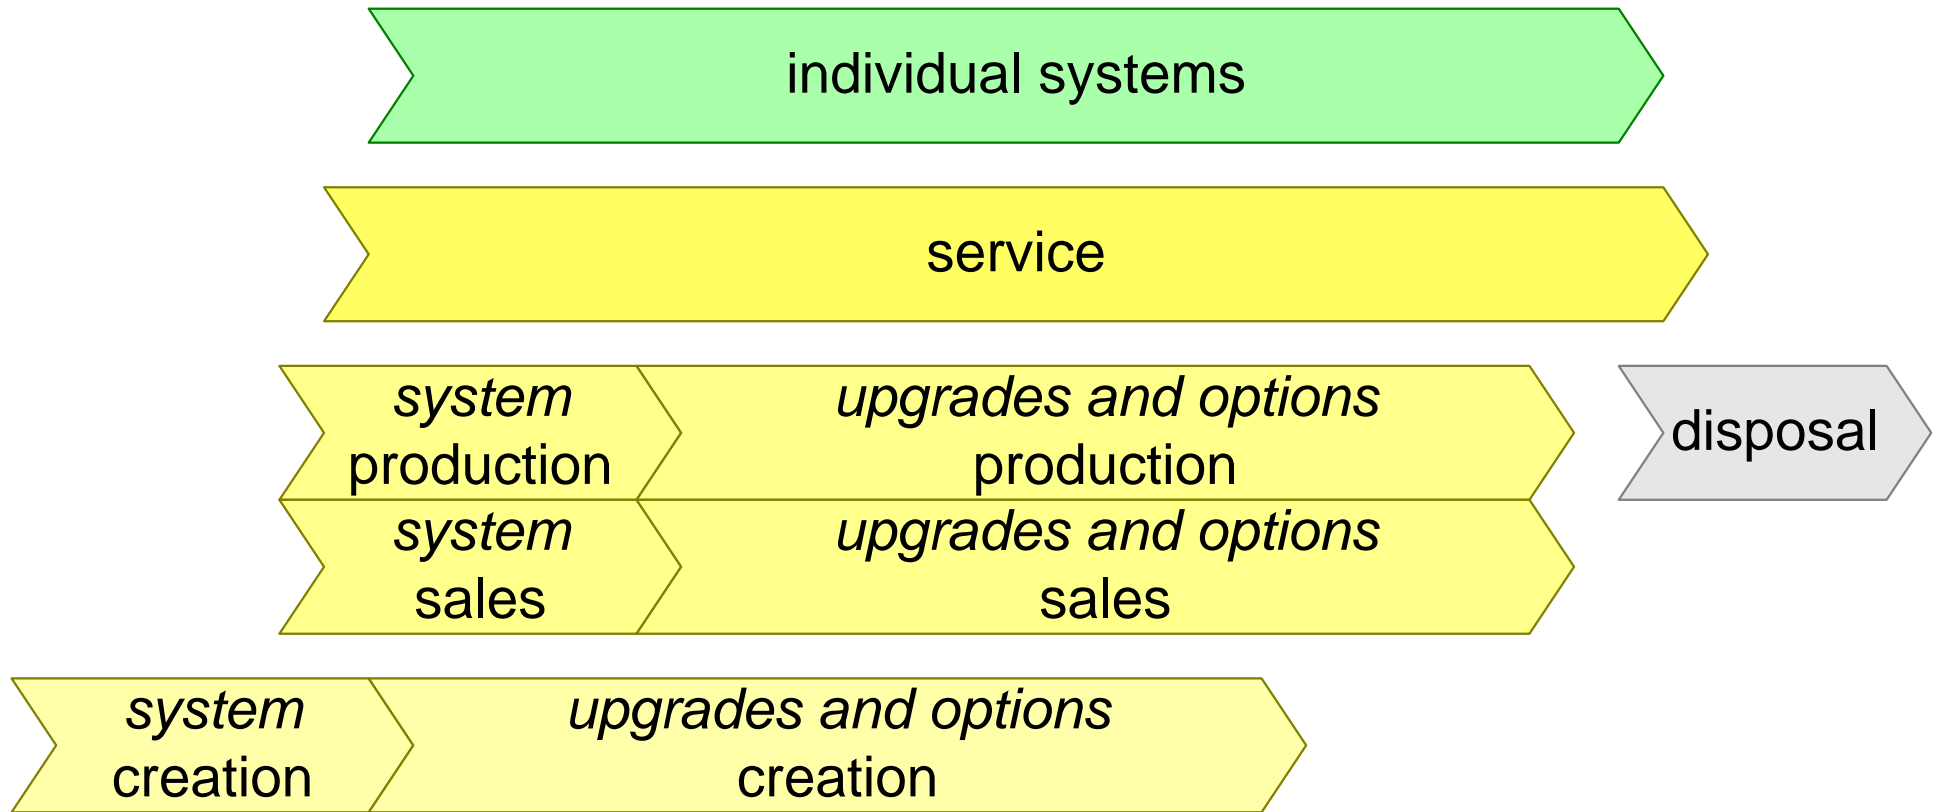 individual systems
service
system
production
upgrades and options
production
disposal
system
sales
upgrades and options
sales
system
creation
upgrades and options
creation